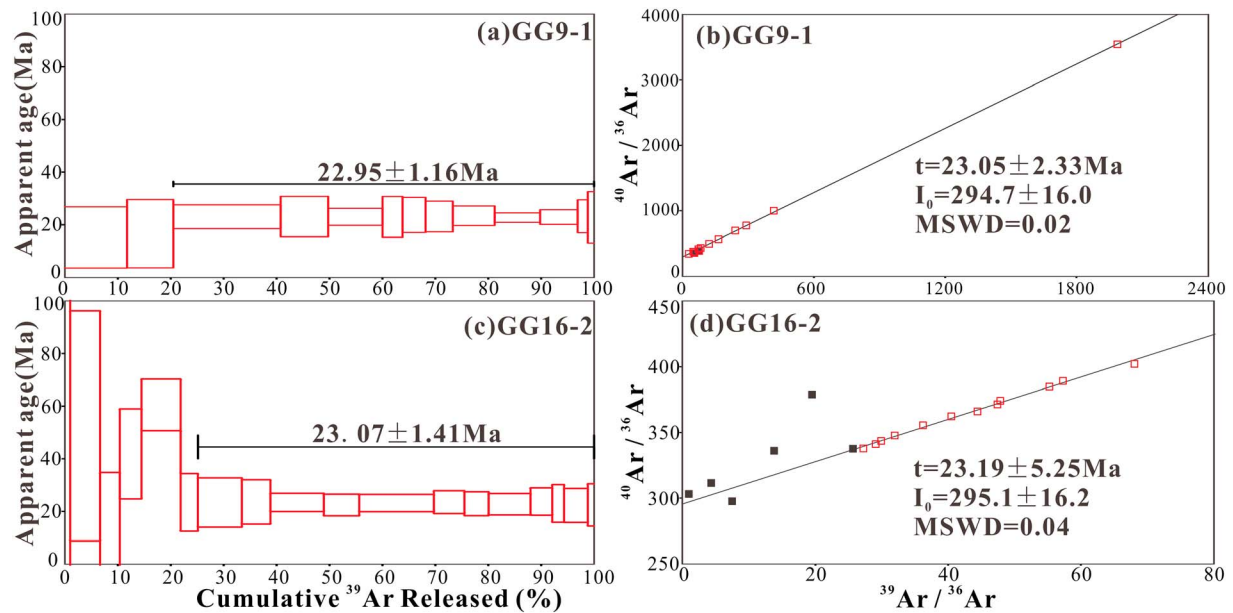 (a)GG9-1
Apparent age(Ma)
100
80
60
40
20
0
22.95±1.16Ma
0 10 20 30 40 50 60 70 80 90 100
(b)GG9-1
40Ar / 36Ar
4000
3000
2000
1000
0
t=23.05±2.33Ma
I0=294.7±16.0
MSWD=0.02
0 600 1200 1800 2400
(c)GG16-2
Apparent age(Ma)
100
80
60
40
20
0
23.07±1.41Ma
0 10 20 30 40 50 60 70 80 90 100
Cumulative 39Ar Released (%)
(d)GG16-2
40Ar / 36Ar
450
400
350
300
250
t=23.19±5.25Ma
I0=295.1±16.2
MSWD=0.04
0 20 40 60 80
39Ar / 36Ar